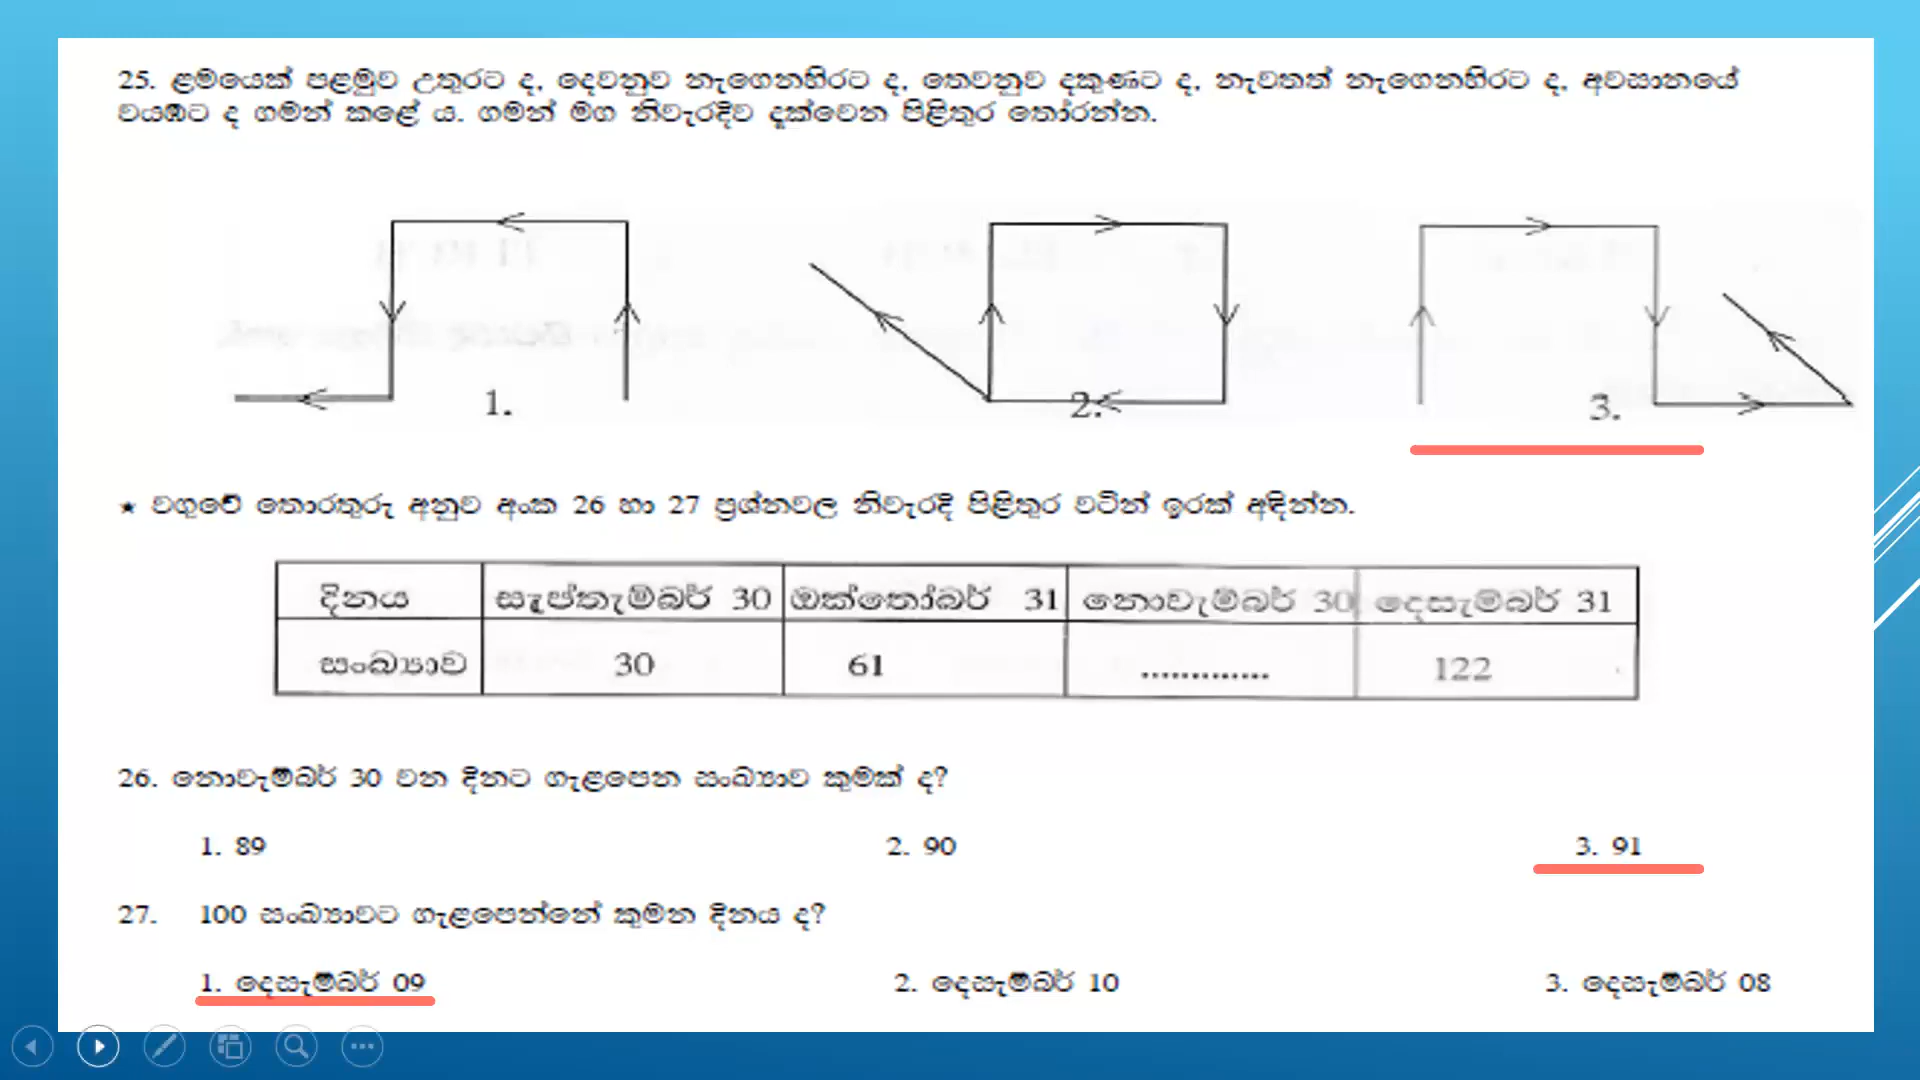 25. ළමයෙක් පළමුව උතුරට ද, දෙවනුව නැගෙනහිරට ද, තෙවනුව දකුණට ද, නැවතත් නැගෙනහිරට ද, අවසානයේ
වයඹට ද ගමන් කළේ ය. ගමන් මග නිවැරදිව දැක්වෙන පිළිතුර තෝරන්න.
1. 2. 3.
★ වගුවේ තොරතුරු අනුව අංක 26 හා 27 ප්‍රශ්නවල නිවැරදි පිළිතුර වටින් ඉරක් අඳින්න.
දිනය සැප්තැම්බර් 30 ඔක්තෝබර් 31 නොවැම්බර් 30 දෙසැම්බර් 31
සංඛ්‍යාව 30 61 ............. 122
26. නොවැම්බර් 30 වන දිනට ගැළපෙන සංඛ්‍යාව කුමක් ද?
1. 89 2. 90 3. 91
27. 100 සංඛ්‍යාවට ගැළපෙන්නේ කුමන දිනය ද?
1. දෙසැම්බර් 09 2. දෙසැම්බර් 10 3. දෙසැම්බර් 08